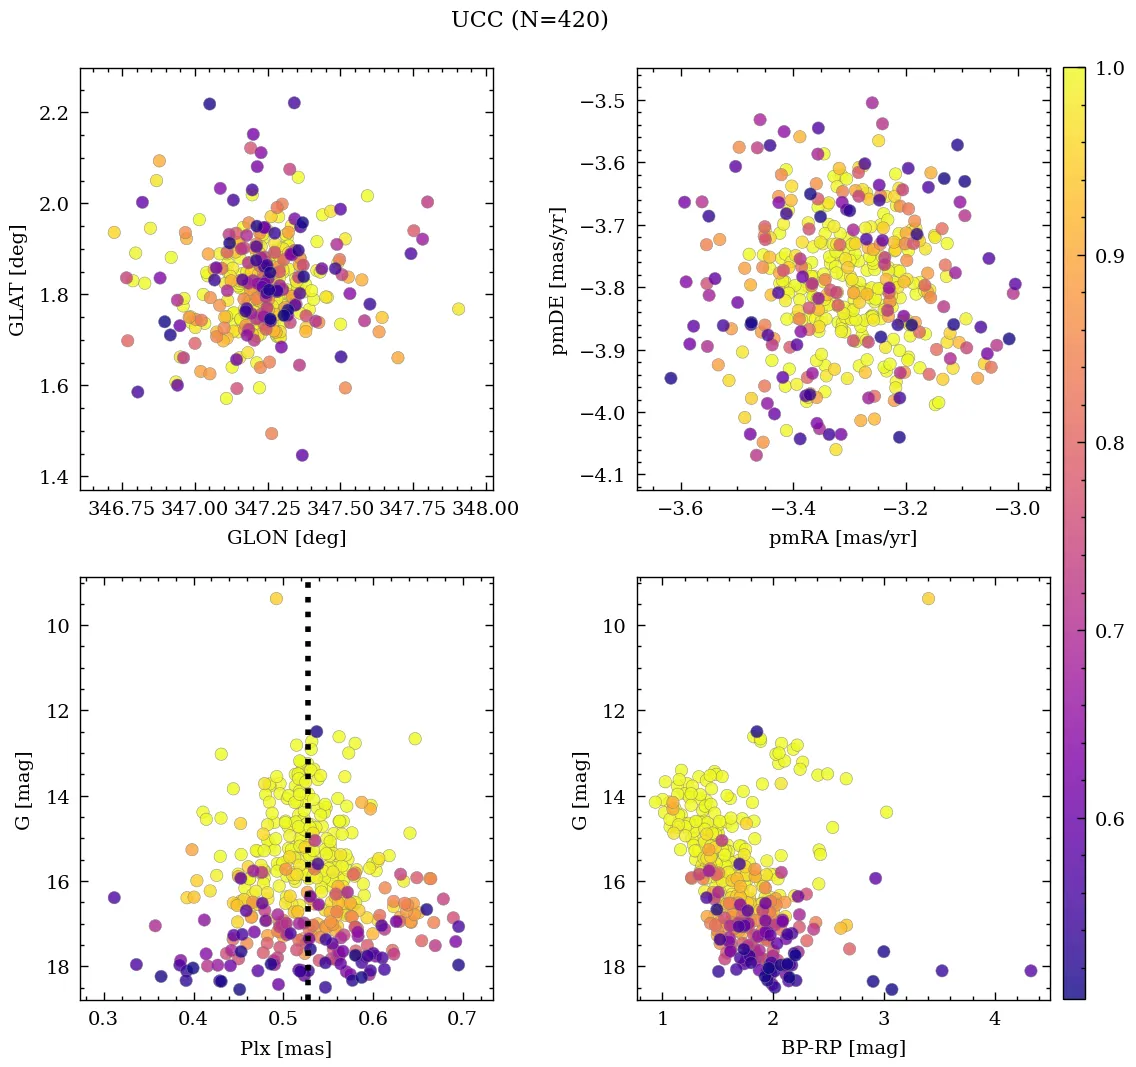 UCC (N=420)
2.2
2.0
1.8
1.6
1.4
GLAT [deg]
346.75 347.00 347.25 347.50 347.75 348.00
GLON [deg]
−3.5
−3.6
−3.7
−3.8
−3.9
−4.0
−4.1
pmDE [mas/yr]
−3.6 −3.4 −3.2 −3.0
pmRA [mas/yr]
10
12
14
16
18
G [mag]
0.3 0.4 0.5 0.6 0.7
Plx [mas]
10
12
14
16
18
G [mag]
1 2 3 4
BP-RP [mag]
1.0
0.9
0.8
0.7
0.6